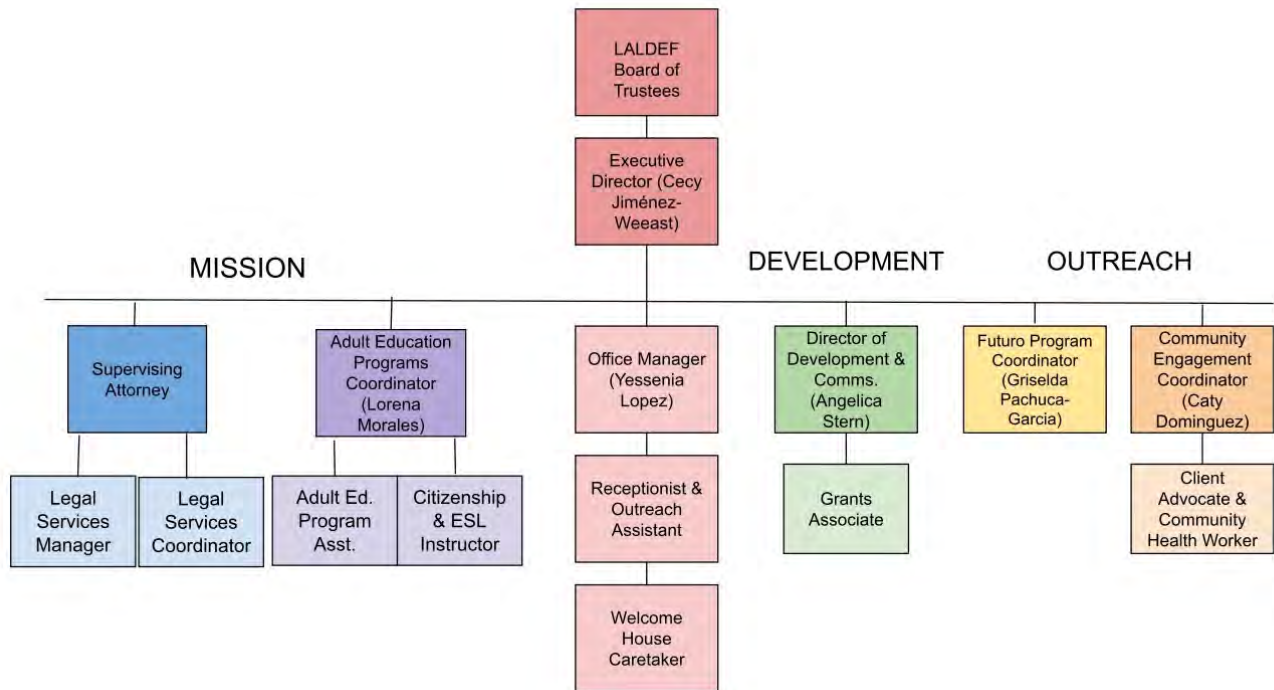 LALDEF
Board of
Trustees
Executive
Director (Cecy
Jiménez-
Weeast)
MISSION
DEVELOPMENT
OUTREACH
Supervising
Attorney
Adult Education
Programs
Coordinator
(Lorena
Morales)
Office Manager
(Yessenia
Lopez)
Director of
Development &
Comms.
(Angelica
Stern)
Futuro Program
Coordinator
(Griselda
Pachuca-
Garcia)
Community
Engagement
Coordinator
(Caty
Dominguez)
Legal
Services
Manager
Legal
Services
Coordinator
Adult Ed.
Program
Asst.
Citizenship
& ESL
Instructor
Receptionist &
Outreach
Assistant
Grants
Associate
Client
Advocate &
Community
Health Worker
Welcome
House
Caretaker